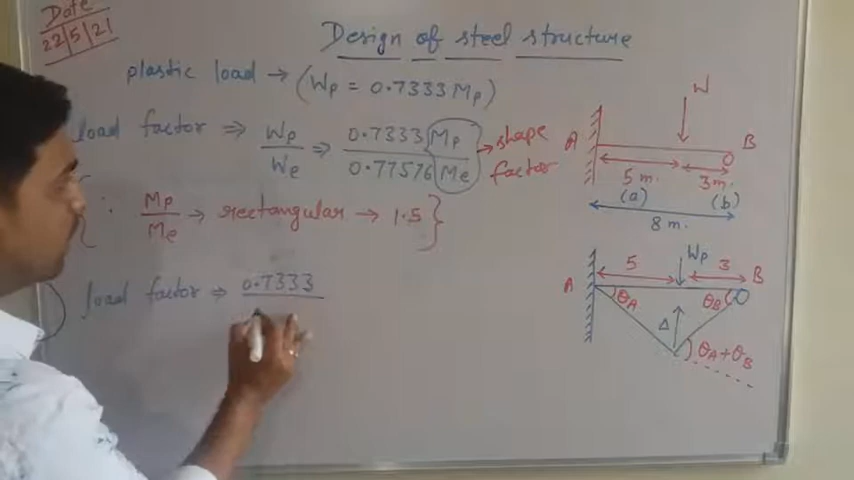 Date
22/5/21
Design of steel structure
plastic load → (Wp = 0.7333 Mp)
load factor ⇒ Wp/We ⇒ 0.7333 Mp / 0.77576 Me → shape factor
{∵ Mp/Me → rectangular → 1.5}
load factor ⇒ 0.7333
W
A B
5 m. 3 m.
(a) (b)
8 m.
Wp
A 5 3 B
θA θB
Δ
θA+θB